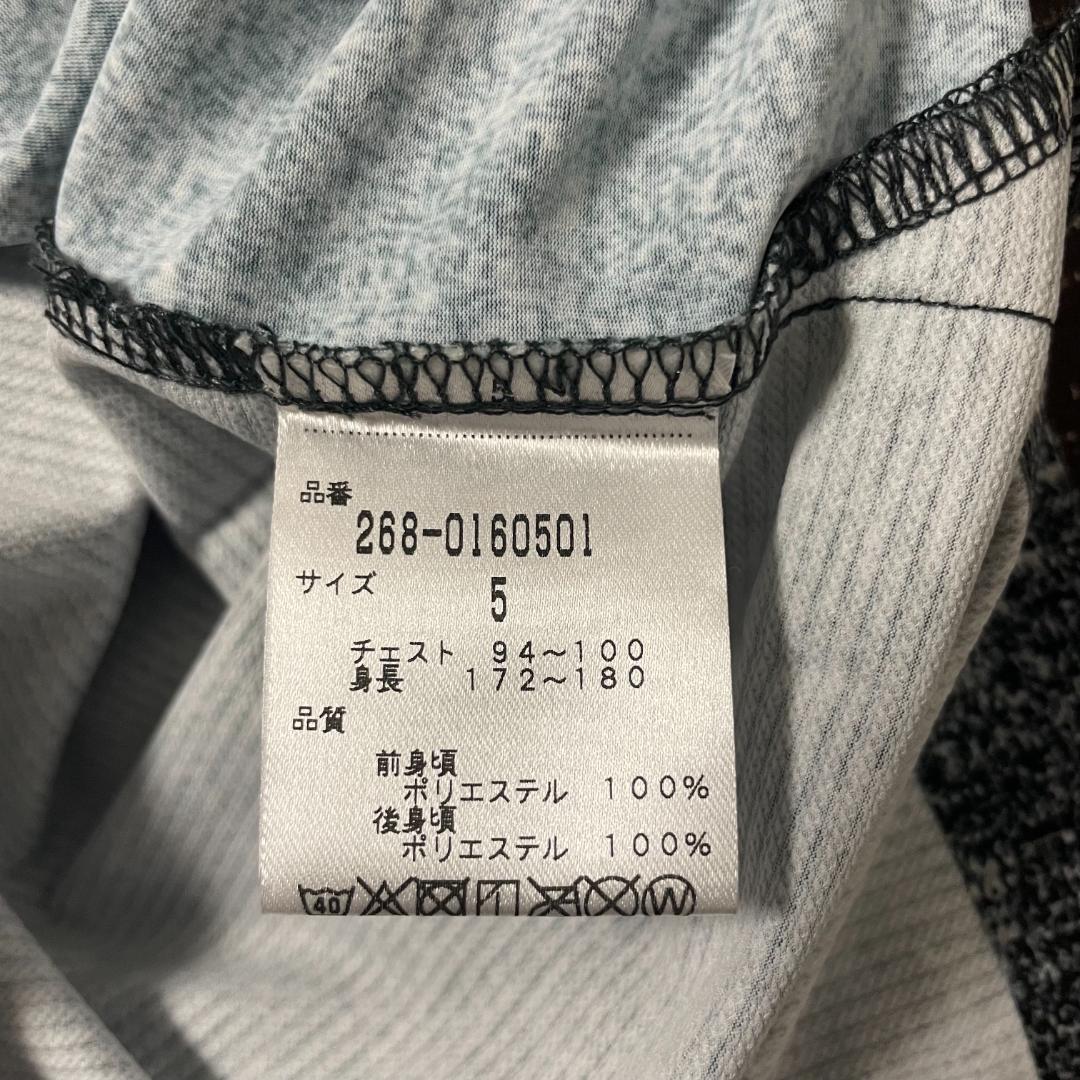 品番
268-0160501
サイズ
5
チェスト 94〜100
身長 172〜180
品質
前身頃
ポリエステル 100%
後身頃
ポリエステル 100%
40 W